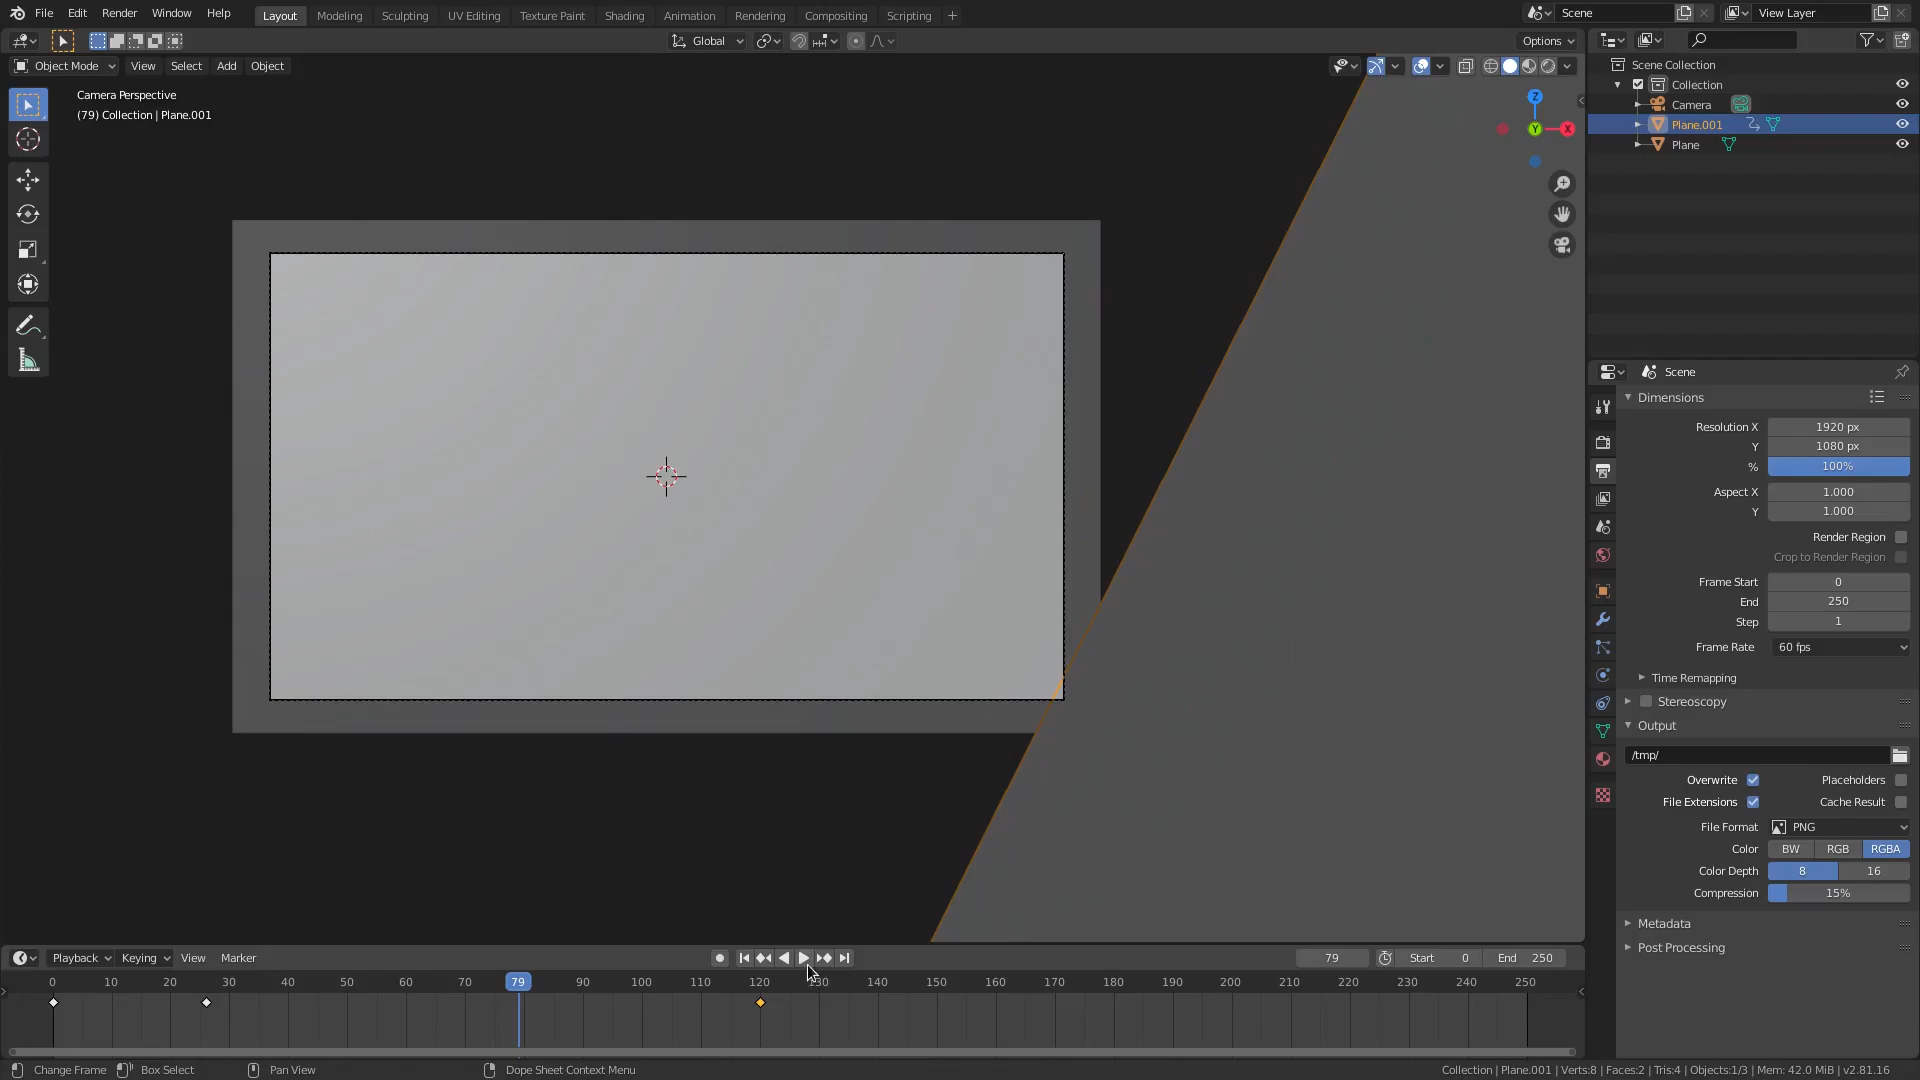 File Edit Render Window Help Layout Modeling Sculpting UV Editing Texture Paint Shading Animation Rendering Compositing Scripting + Scene View Layer
Global Options
Object Mode View Select Add Object
Camera Perspective
(79) Collection | Plane.001
Z
Y
X
Scene Collection
Collection
Camera
Plane.001
Plane
Scene
Dimensions
Resolution X 1920 px
Y 1080 px
% 100%
Aspect X 1.000
Y 1.000
Render Region
Crop to Render Region
Frame Start 0
End 250
Step 1
Frame Rate 60 fps
Time Remapping
Stereoscopy
Output
/tmp/
Overwrite Placeholders
File Extensions Cache Result
File Format PNG
Color BW RGB RGBA
Color Depth 8 16
Compression 15%
Metadata
Post Processing
Playback Keying View Marker 79 Start 0 End 250
0 10 20 30 40 50 60 70 79 90 100 110 120 130 140 150 160 170 180 190 200 210 220 230 240 250
Change Frame Box Select Pan View Dope Sheet Context Menu Collection | Plane.001 | Verts:8 | Faces:2 | Tris:4 | Objects:1/3 | Mem: 42.0 MiB | v2.81.16